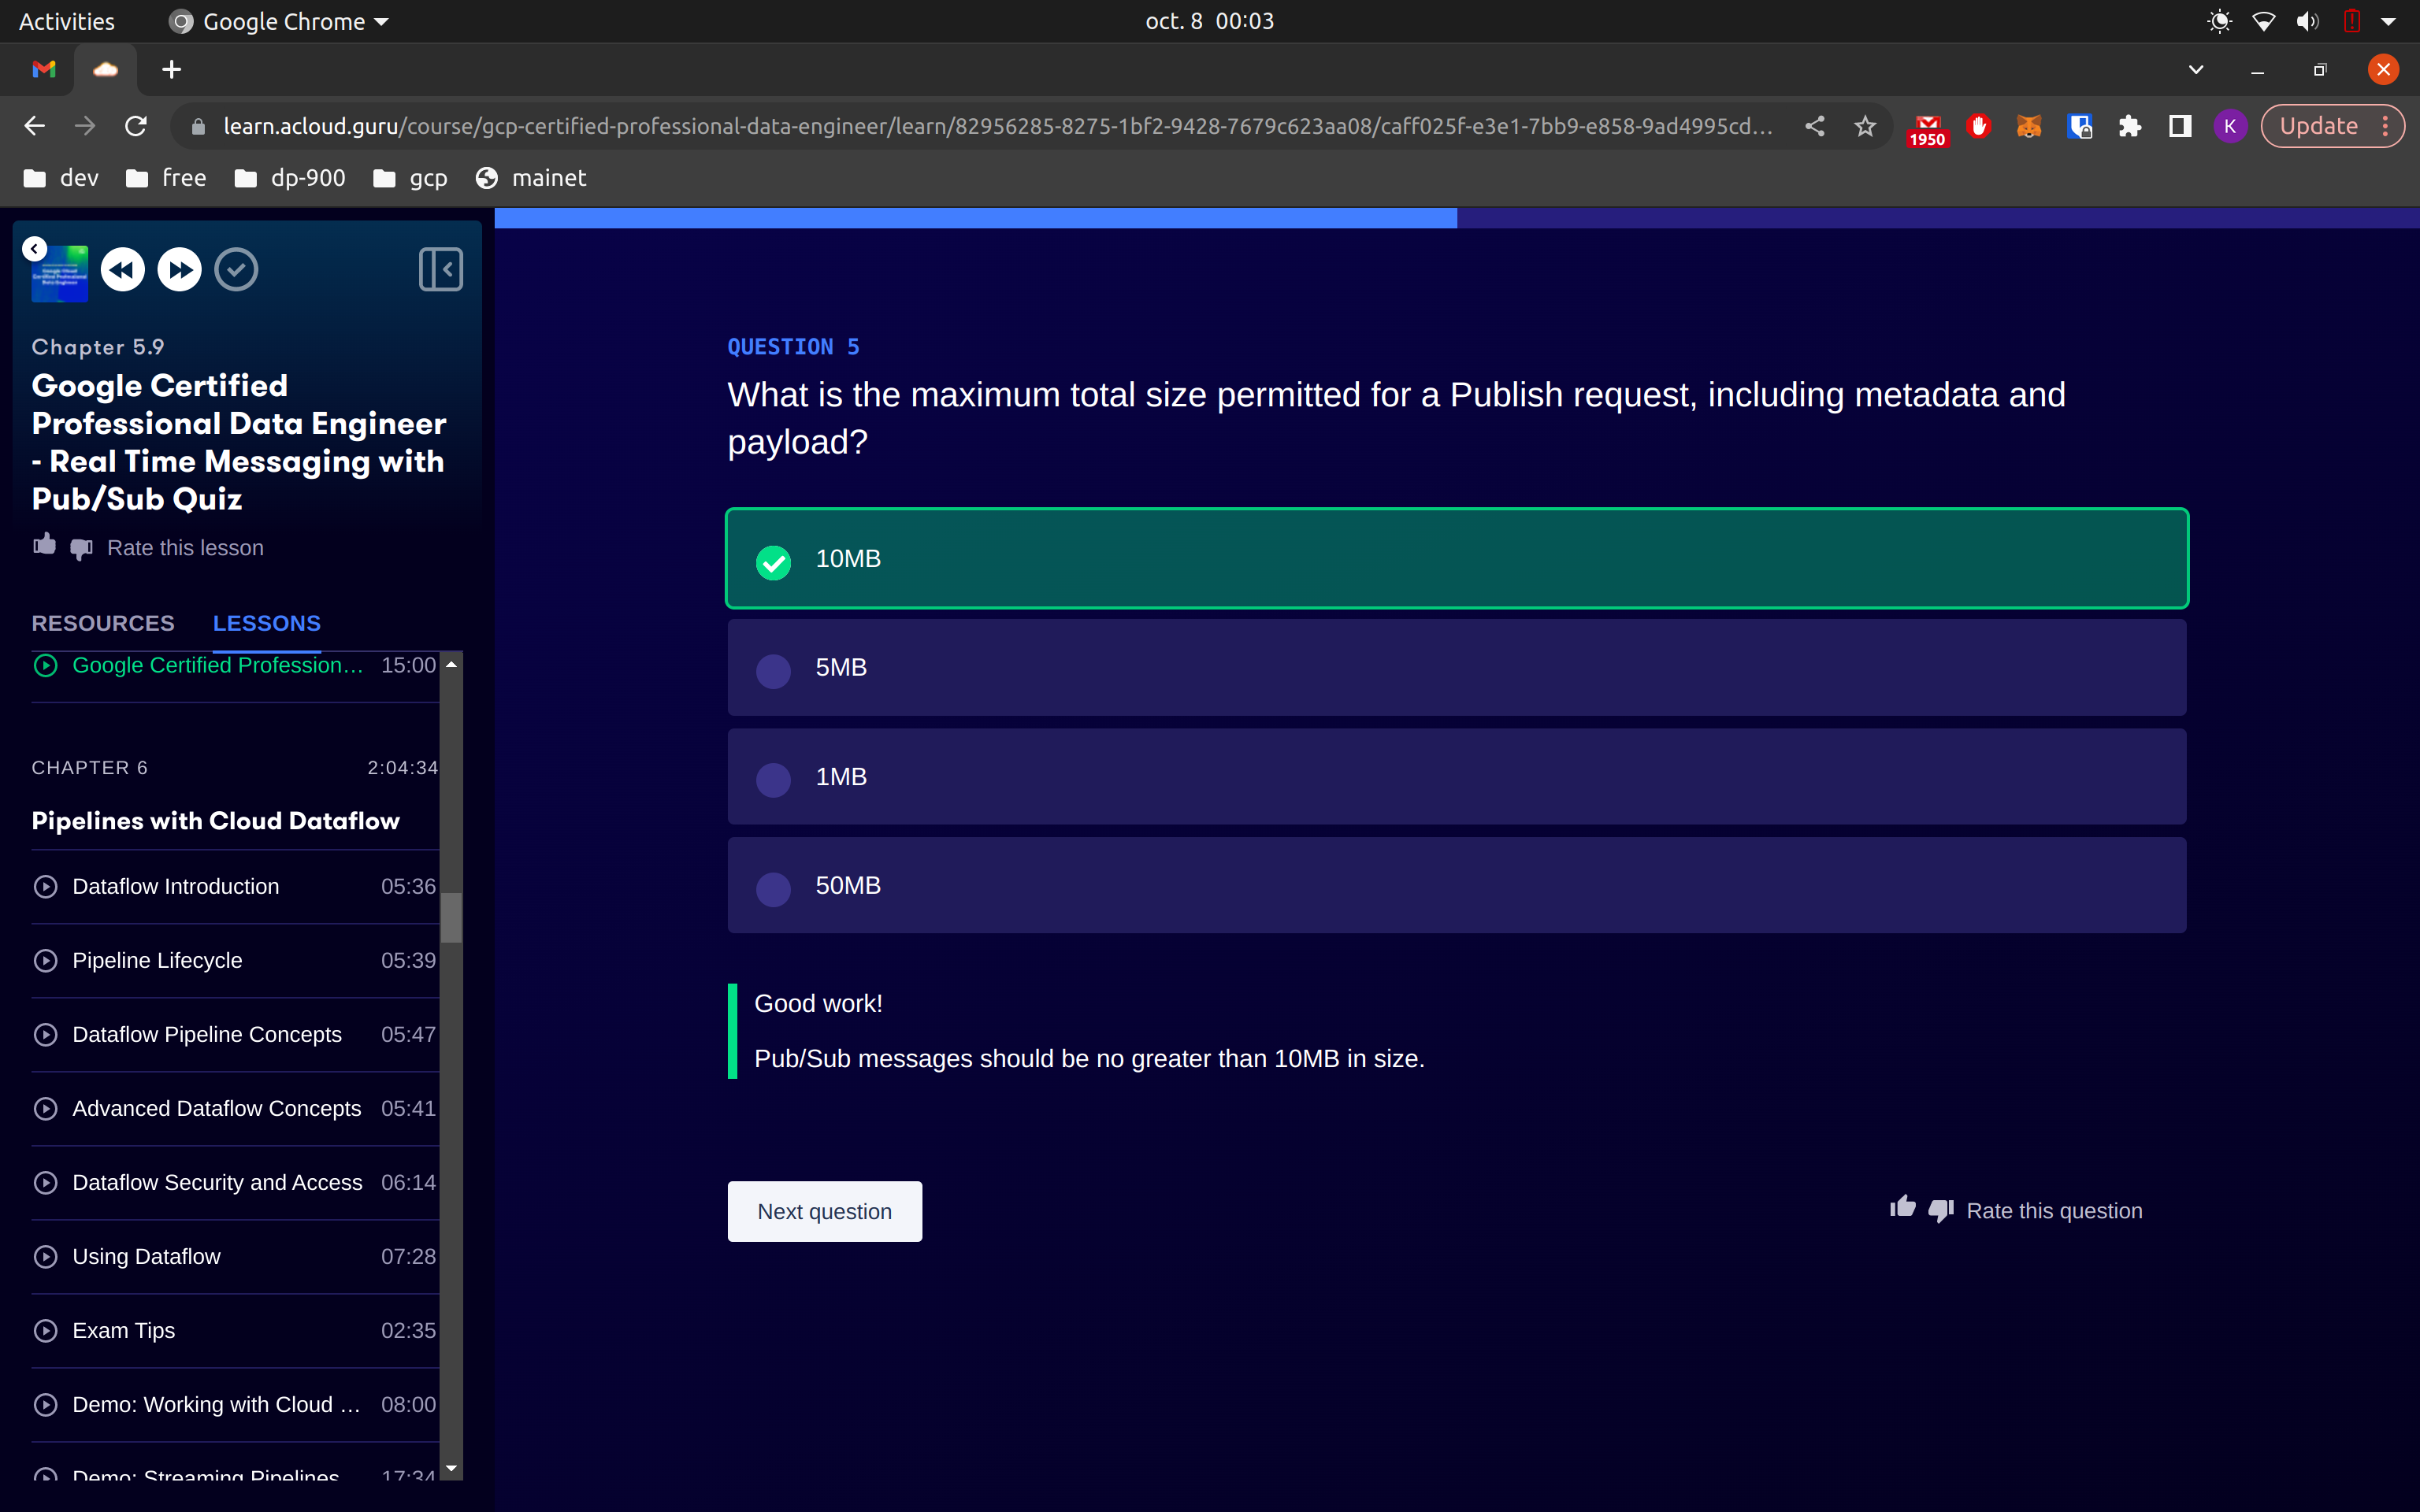 Activities
Google Chrome
oct. 8 00:03
learn.acloud.guru/course/gcp-certified-professional-data-engineer/learn/82956285-8275-1bf2-9428-7679c623aa08/caff025f-e3e1-7bb9-e858-9ad4995cd…
1950
K
Update
dev
free
dp-900
gcp
mainet
Chapter 5.9
Google Certified
Professional Data Engineer
- Real Time Messaging with
Pub/Sub Quiz
Rate this lesson
RESOURCES
LESSONS
Google Certified Profession… 15:00
CHAPTER 6 2:04:34
Pipelines with Cloud Dataflow
Dataflow Introduction 05:36
Pipeline Lifecycle 05:39
Dataflow Pipeline Concepts 05:47
Advanced Dataflow Concepts 05:41
Dataflow Security and Access 06:14
Using Dataflow 07:28
Exam Tips 02:35
Demo: Working with Cloud … 08:00
Demo: Streaming Pipelines 17:34
QUESTION 5
What is the maximum total size permitted for a Publish request, including metadata and
payload?
10MB
5MB
1MB
50MB
Good work!
Pub/Sub messages should be no greater than 10MB in size.
Next question
Rate this question